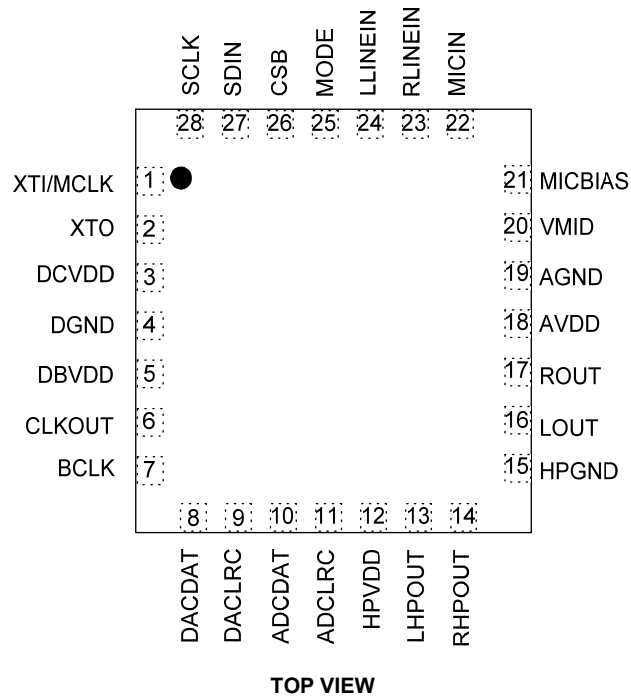 SCLK SDIN CSB MODE LLINEIN RLINEIN MICIN
28 27 26 25 24 23 22
XTI/MCLK 1 21 MICBIAS
XTO 2 20 VMID
DCVDD 3 19 AGND
DGND 4 18 AVDD
DBVDD 5 17 ROUT
CLKOUT 6 16 LOUT
BCLK 7 15 HPGND
8 9 10 11 12 13 14
DACDAT DACLRC ADCDAT ADCLRC HPVDD LHPOUT RHPOUT
TOP VIEW